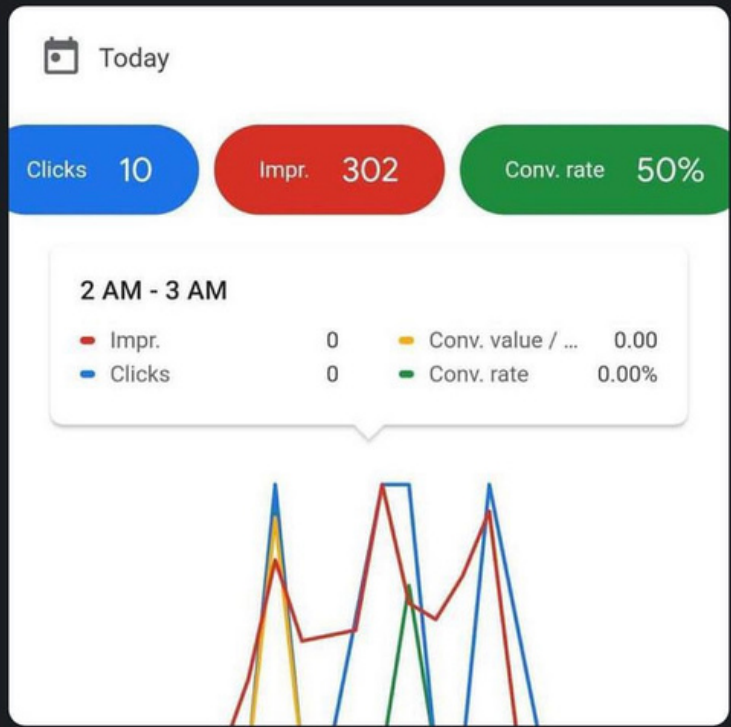 Today
Clicks 10
Impr. 302
Conv. rate 50%
2 AM - 3 AM
Impr. 0 Conv. value / ... 0.00
Clicks 0 Conv. rate 0.00%